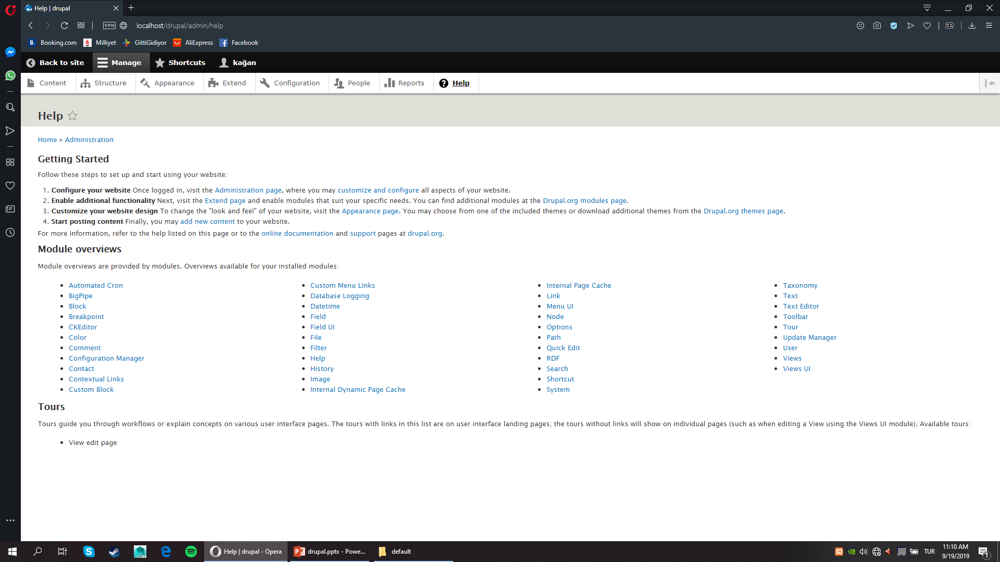 Help | drupal
VPN
localhost/drupal/admin/help
B. Booking.com Milliyet GittiGidiyor AliExpress Facebook
Back to site Manage Shortcuts kağan
Content Structure Appearance Extend Configuration People Reports Help
Help
Home » Administration
Getting Started
Follow these steps to set up and start using your website:
1. Configure your website Once logged in, visit the Administration page, where you may customize and configure all aspects of your website.
2. Enable additional functionality Next, visit the Extend page and enable modules that suit your specific needs. You can find additional modules at the Drupal.org modules page.
3. Customize your website design To change the "look and feel" of your website, visit the Appearance page. You may choose from one of the included themes or download additional themes from the Drupal.org themes page.
4. Start posting content Finally, you may add new content to your website.
For more information, refer to the help listed on this page or to the online documentation and support pages at drupal.org.
Module overviews
Module overviews are provided by modules. Overviews available for your installed modules:
Automated Cron
BigPipe
Block
Breakpoint
CKEditor
Color
Comment
Configuration Manager
Contact
Contextual Links
Custom Block
Custom Menu Links
Database Logging
Datetime
Field
Field UI
File
Filter
Help
History
Image
Internal Dynamic Page Cache
Internal Page Cache
Link
Menu UI
Node
Options
Path
Quick Edit
RDF
Search
Shortcut
System
Taxonomy
Text
Text Editor
Toolbar
Tour
Update Manager
User
Views
Views UI
Tours
Tours guide you through workflows or explain concepts on various user interface pages. The tours with links in this list are on user interface landing pages; the tours without links will show on individual pages (such as when editing a View using the Views UI module). Available tours:
View edit page
Help | drupal - Opera
drupal.pptx - Powe...
default
TUR
11:10 AM
9/19/2019
1